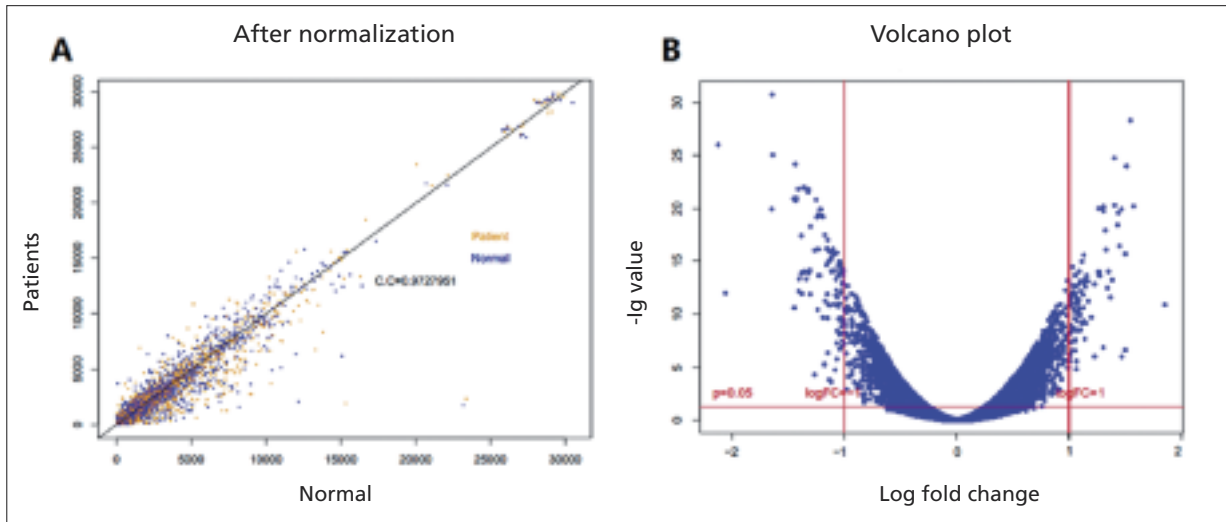 After normalization
A
Patients
30000
25000
20000
15000
10000
5000
0
Patient
Normal
C.C=0.9727951
0 5000 10000 15000 20000 25000 30000
Normal
Volcano plot
B
-lg value
30
25
20
15
10
5
0
p=0.05
logFC=-1
logFC=1
-2 -1 0 1 2
Log fold change